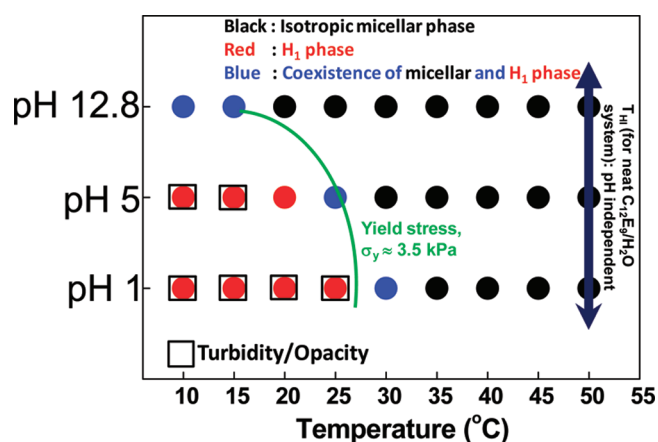 Black : Isotropic micellar phase
Red : H₁ phase
Blue : Coexistence of micellar and H₁ phase
pH 12.8
pH 5
pH 1
Yield stress,
σy ≈ 3.5 kPa
T_HI (for neat C₁₂E₉/H₂O
system): pH independent
Turbidity/Opacity
10 15 20 25 30 35 40 45 50 55
Temperature (°C)